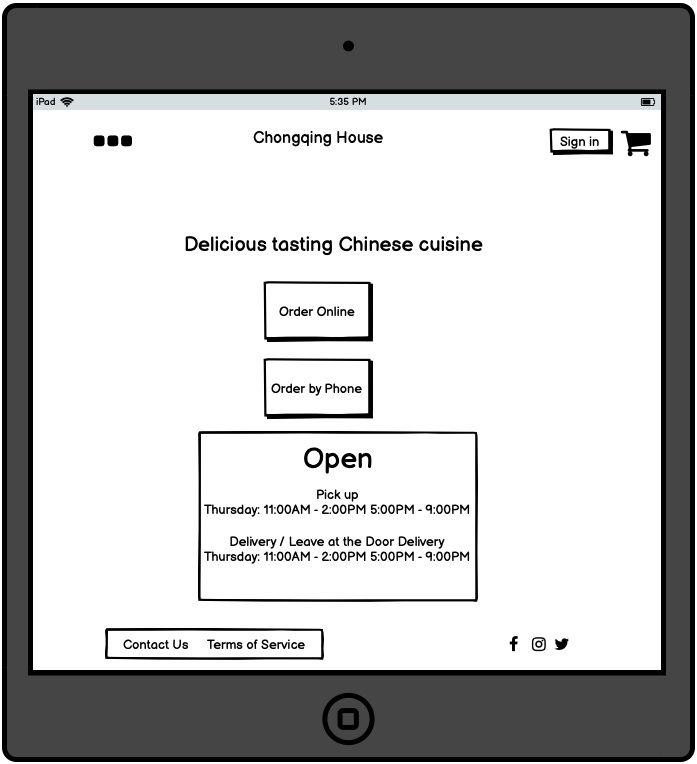 iPad 5:35 PM
Chongqing House Sign in
Delicious tasting Chinese cuisine
Order Online
Order by Phone
Open
Pick up
Thursday: 11:00AM - 2:00PM 5:00PM - 9:00PM
Delivery / Leave at the Door Delivery
Thursday: 11:00AM - 2:00PM 5:00PM - 9:00PM
Contact Us Terms of Service